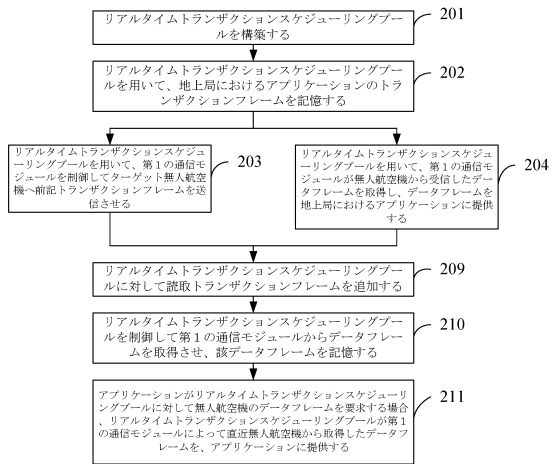 リアルタイムトランザクションスケジューリングプー
ルを構築する
201
リアルタイムトランザクションスケジューリングプー
ルを用いて、地上局におけるアプリケーションのトラ
ンザクションフレームを記憶する
202
リアルタイムトランザクションスケジュ
ーリングプールを用いて、第1の通信モ
ジュールを制御してターゲット無人航空
機へ前記トランザクションフレームを送
信させる
203
リアルタイムトランザクションスケジュ
ーリングプールを用いて、第1の通信モジ
ュールが無人航空機から受信したデー
タフレームを取得し、データフレームを
地上局におけるアプリケーションに提供
する
204
リアルタイムトランザクションスケジューリングプー
ルに対して読取トランザクションフレームを追加する
209
リアルタイムトランザクションスケジューリングプー
ルを制御して第1の通信モジュールからデータフレー
ムを取得させ、該データフレームを記憶する
210
アプリケーションがリアルタイムトランザクションスケジューリ
ングプールに対して無人航空機のデータフレームを要求する場合
、リアルタイムトランザクションスケジューリングプールが第1
の通信モジュールによって直近無人航空機から取得したデータフ
レームを、アプリケーションに提供する
211